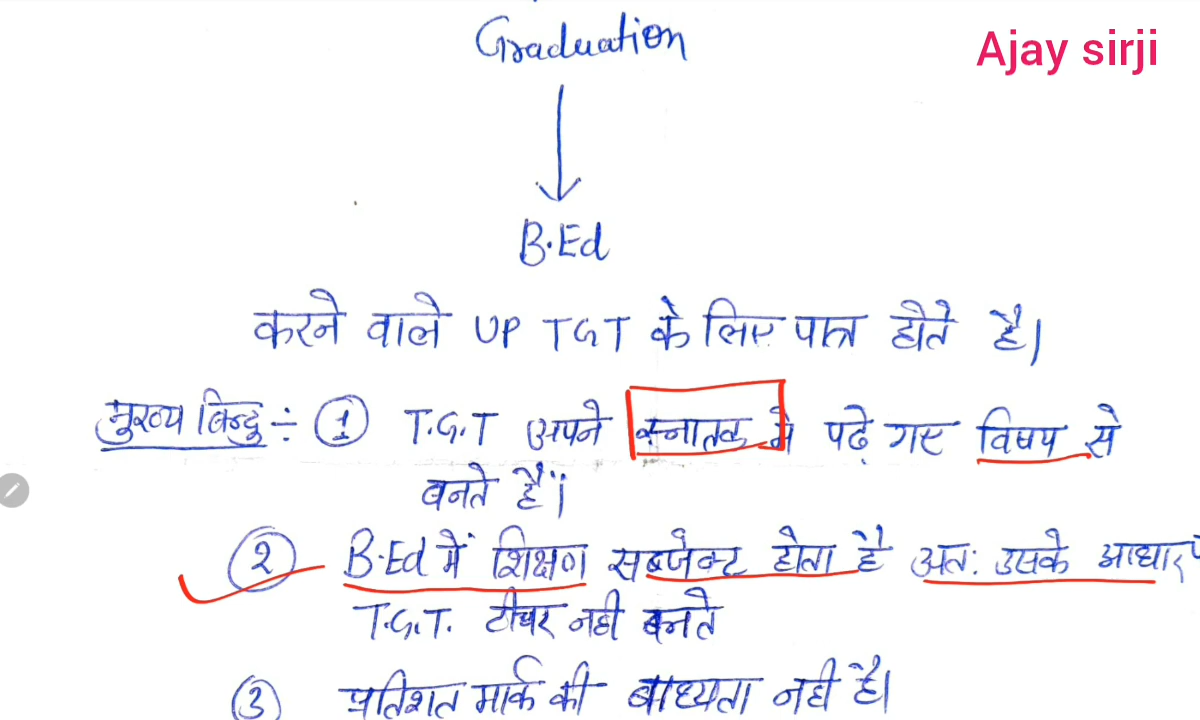 Graduation
Ajay sirji
B.Ed
करने वाले UP TGT के लिए पात्र होते है।
मुख्य बिन्दु ÷ ① T.G.T अपने स्नातक मे पढ़े गए विषय से
बनते हैं।
② B.Ed में शिक्षण सब्जेक्ट होता है अतः उसके आधार
T.G.T. टीचर नही बनते
③ प्रतिशत मार्क की बाध्यता नही है।